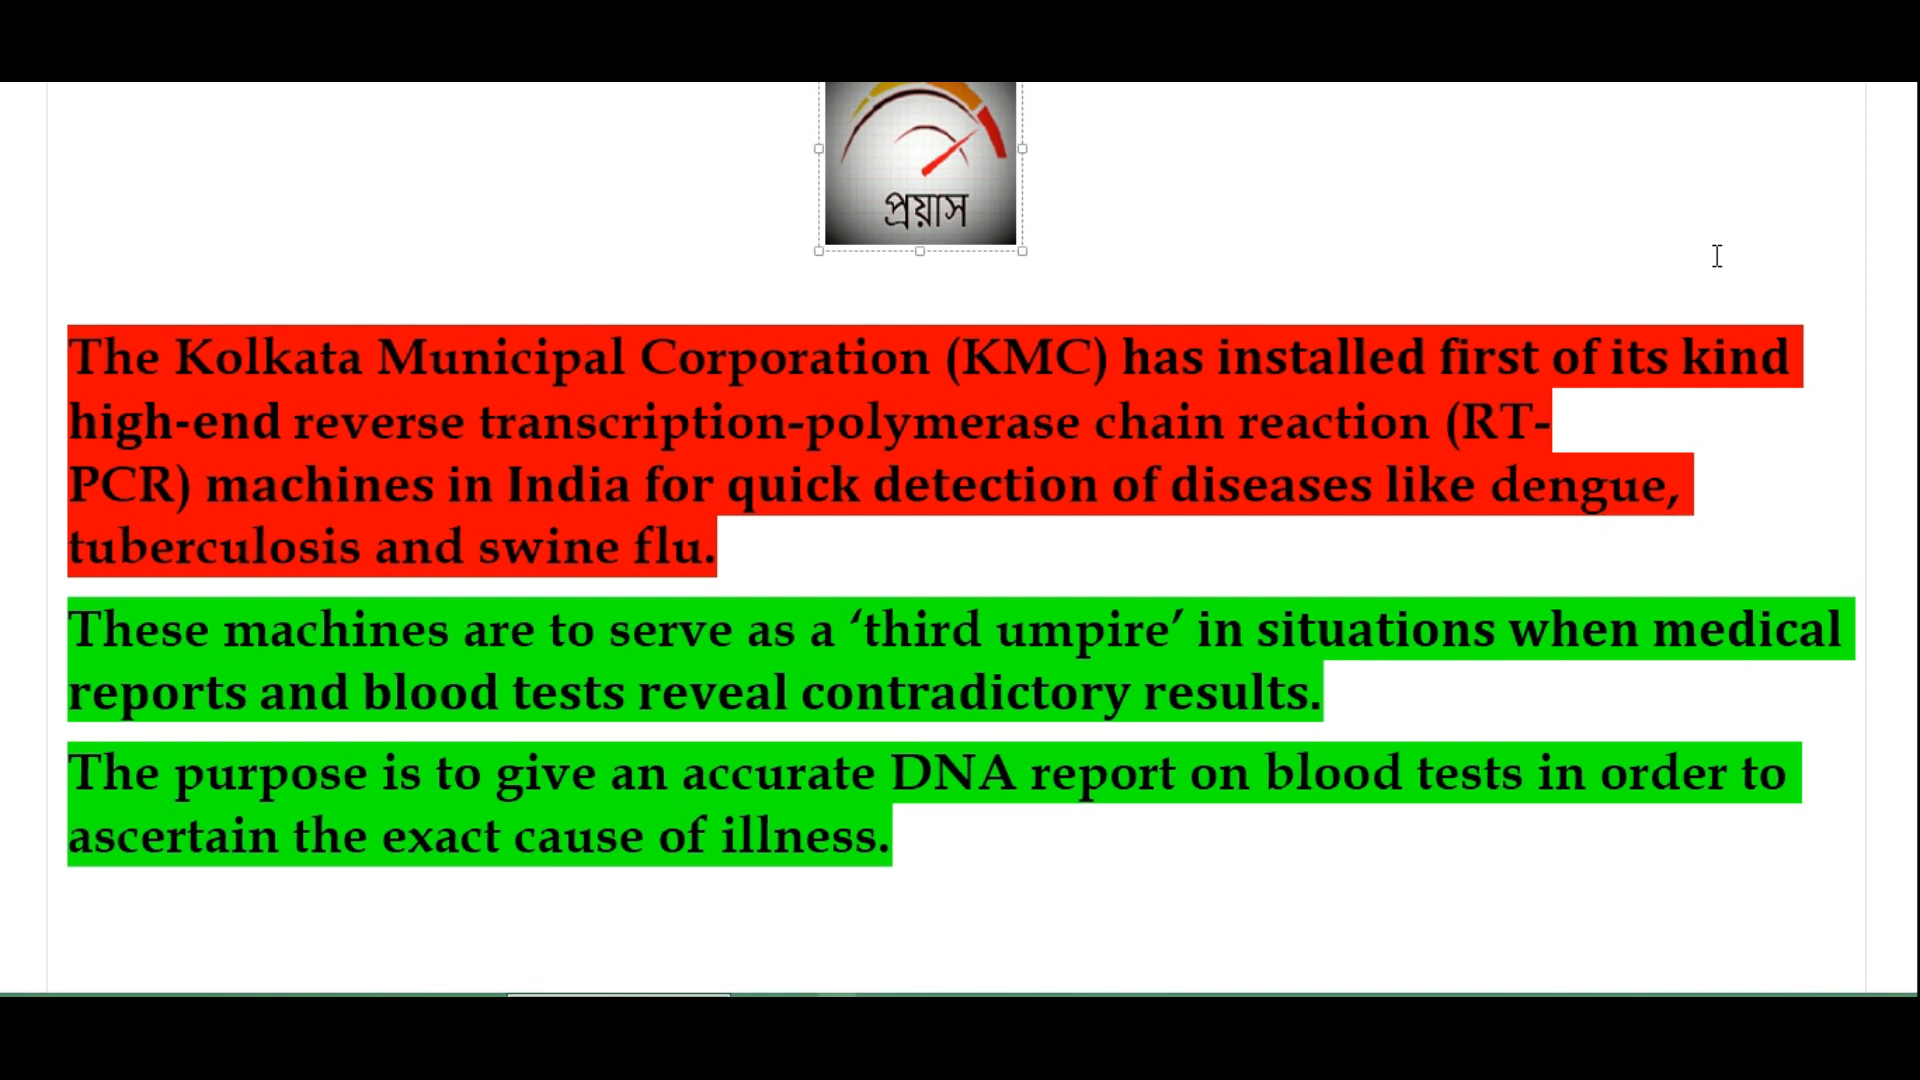 প্রয়াস
The Kolkata Municipal Corporation (KMC) has installed first of its kind
high-end reverse transcription-polymerase chain reaction (RT-
PCR) machines in India for quick detection of diseases like dengue,
tuberculosis and swine flu.
These machines are to serve as a ‘third umpire’ in situations when medical
reports and blood tests reveal contradictory results.
The purpose is to give an accurate DNA report on blood tests in order to
ascertain the exact cause of illness.